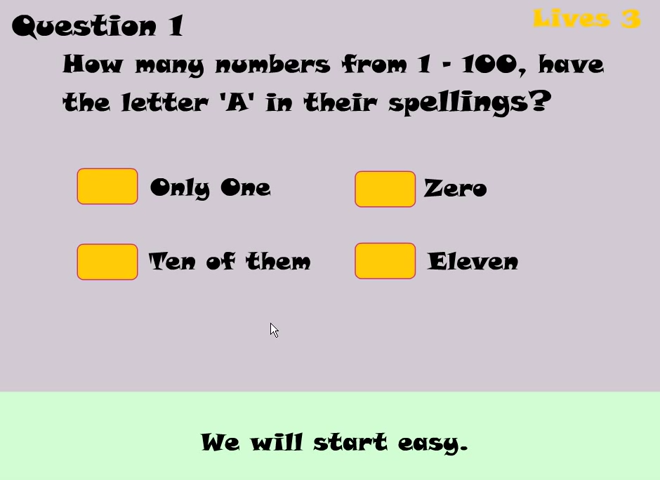 Question 1
Lives 3
How many numbers from 1 - 100, have
the letter 'A' in their spellings?
Only One
Zero
Ten of them
Eleven
We will start easy.